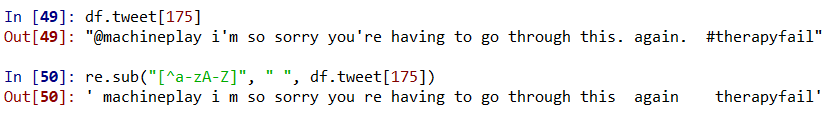 In [49]: df.tweet[175]
Out[49]: "@machineplay i'm so sorry you're having to go through this. again.  #therapyfail"
In [50]: re.sub("[^a-zA-Z]", " ", df.tweet[175])
Out[50]: ' machineplay i m so sorry you re having to go through this  again    therapyfail'